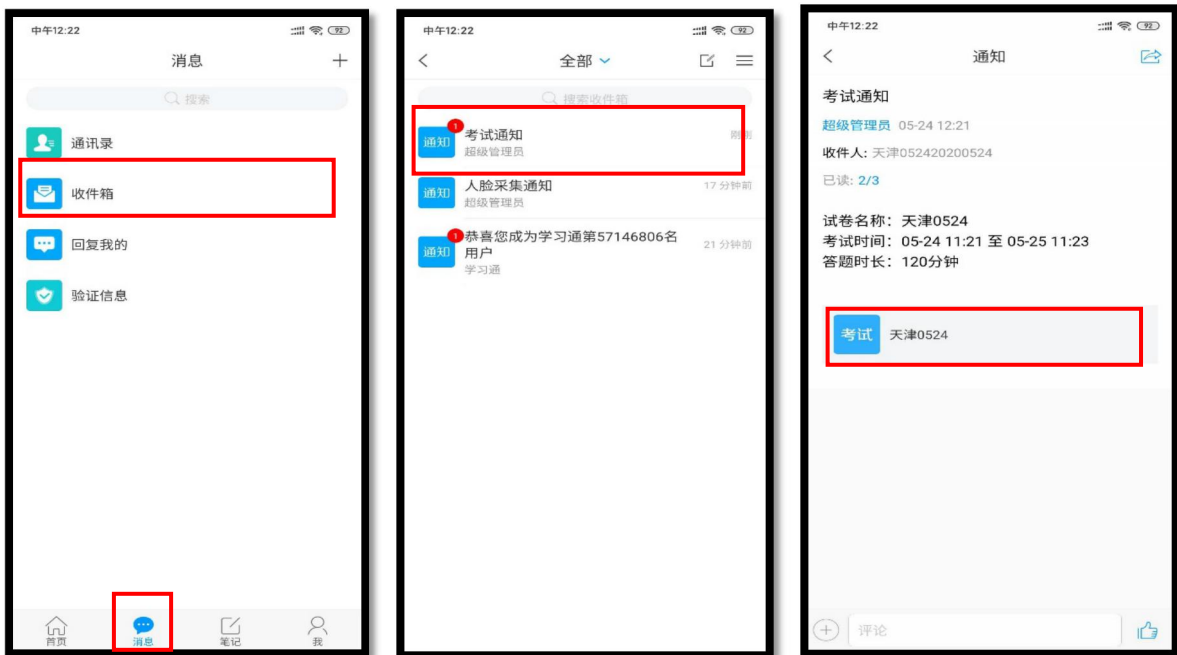 中午12:22
92
消息
搜索
通讯录
收件箱
回复我的
验证信息
首页
消息
笔记
我
中午12:22
92
全部
搜索收件箱
通知
1
考试通知
刚刚
超级管理员
通知
人脸采集通知
17 分钟前
超级管理员
通知
1
恭喜您成为学习通第57146806名
用户
21 分钟前
学习通
中午12:22
92
通知
考试通知
超级管理员 05-24 12:21
收件人: 天津052420200524
已读: 2/3
试卷名称：天津0524
考试时间：05-24 11:21 至 05-25 11:23
答题时长：120分钟
考试 天津0524
评论